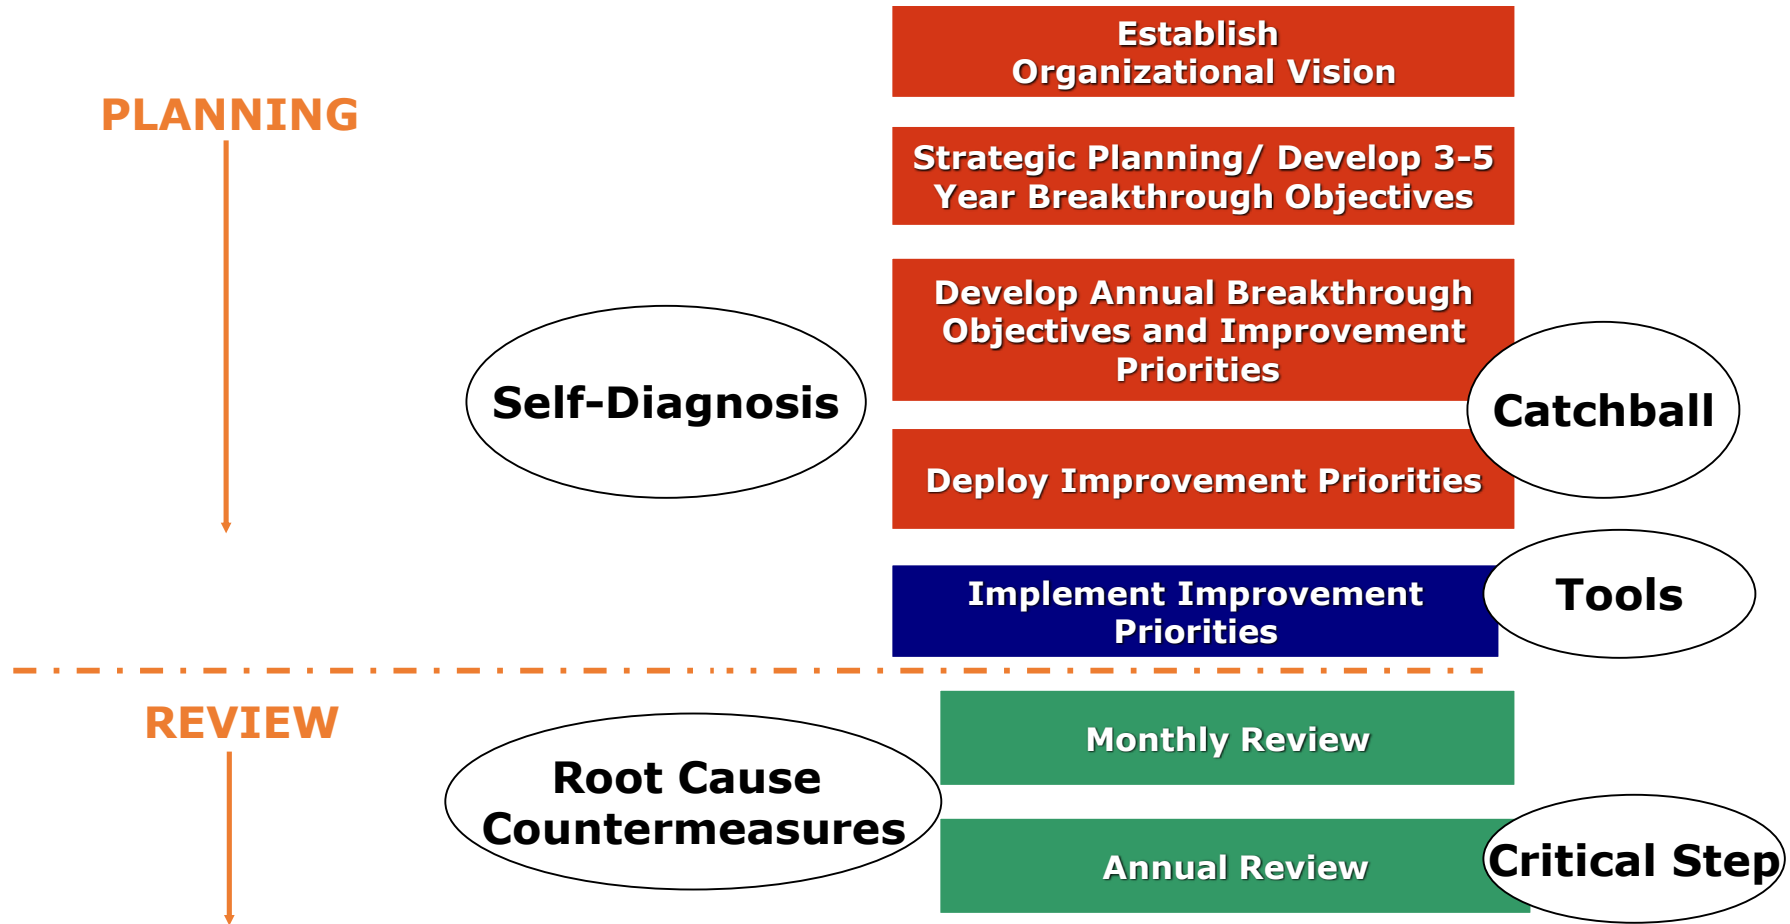 Establish
Organizational Vision
PLANNING
Strategic Planning/ Develop 3-5
Year Breakthrough Objectives
Develop Annual Breakthrough
Objectives and Improvement
Priorities
Self-Diagnosis
Catchball
Deploy Improvement Priorities
Implement Improvement
Priorities
Tools
REVIEW
Monthly Review
Root Cause
Countermeasures
Annual Review
Critical Step